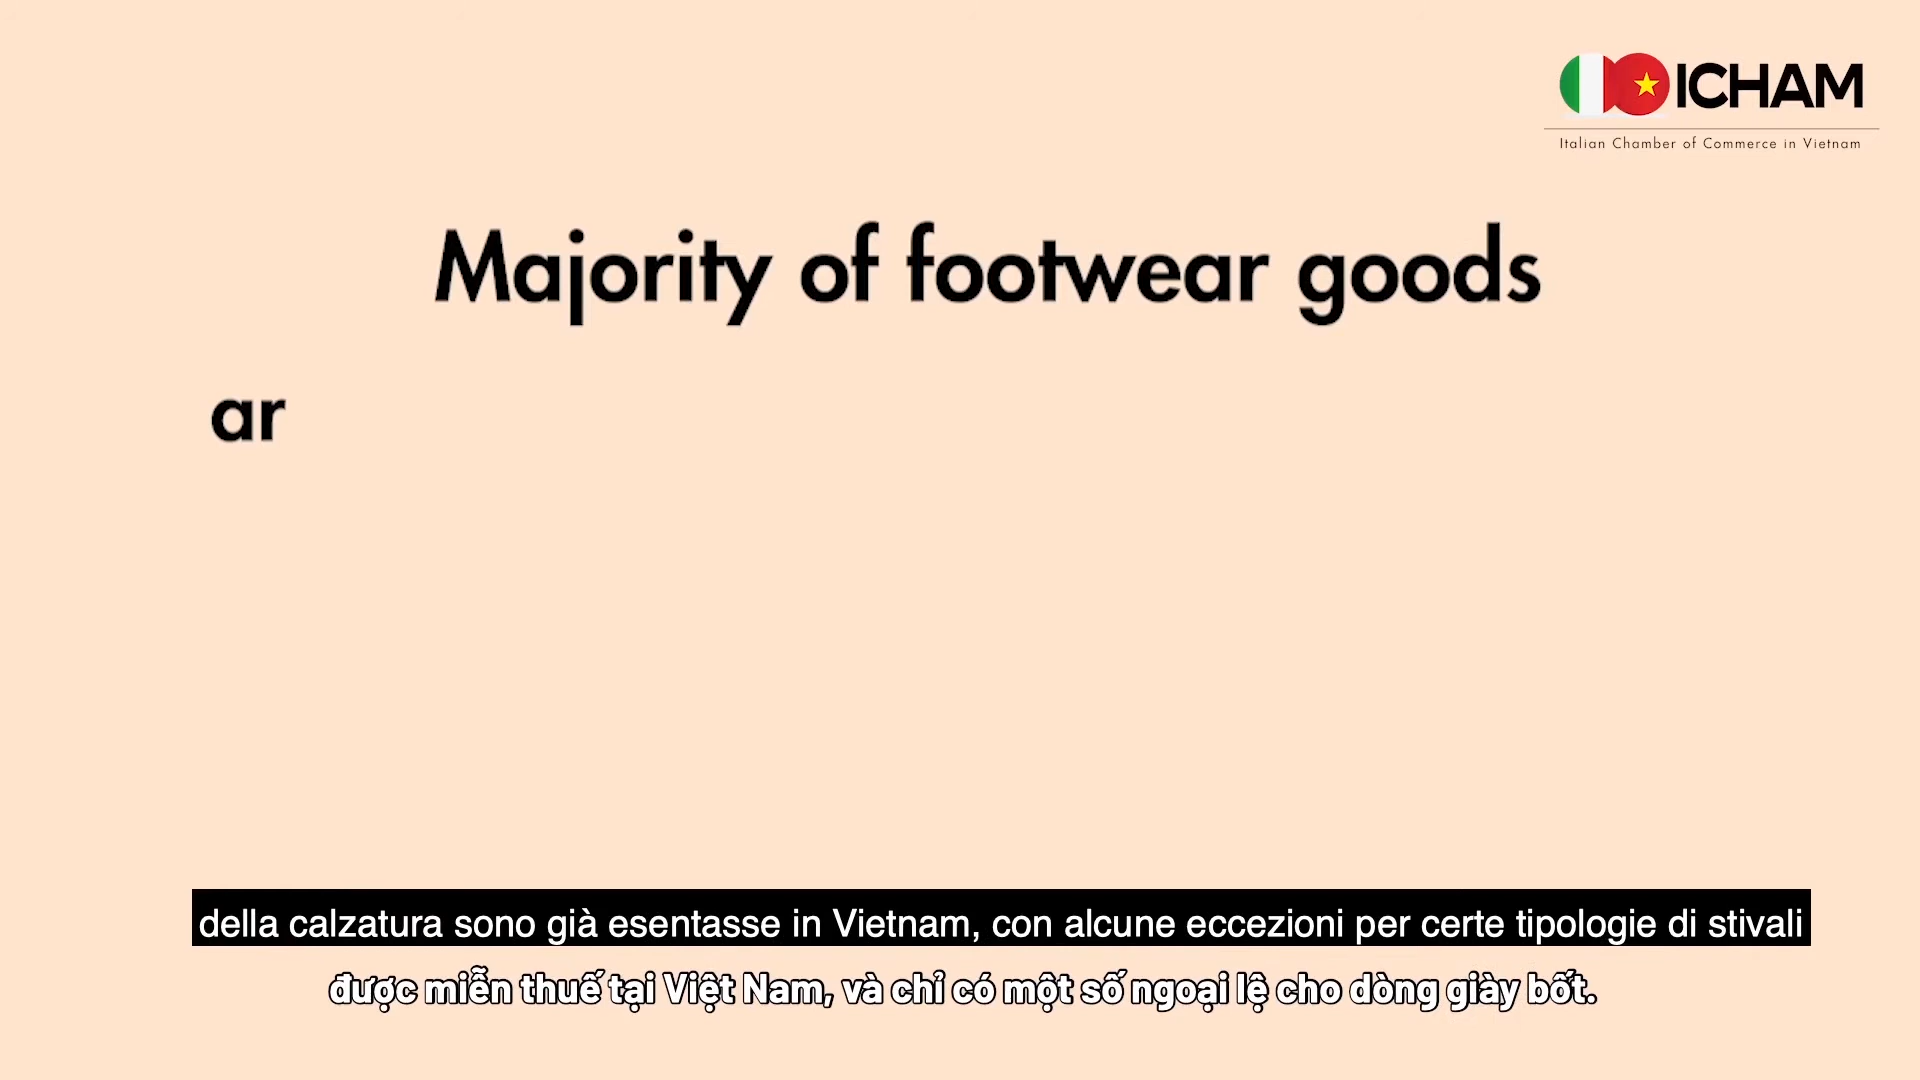 ICHAM
Italian Chamber of Commerce in Vietnam
Majority of footwear goods
ar
della calzatura sono già esentasse in Vietnam, con alcune eccezioni per certe tipologie di stivali
được miễn thuế tại Việt Nam, và chỉ có một số ngoại lệ cho dòng giày bốt.